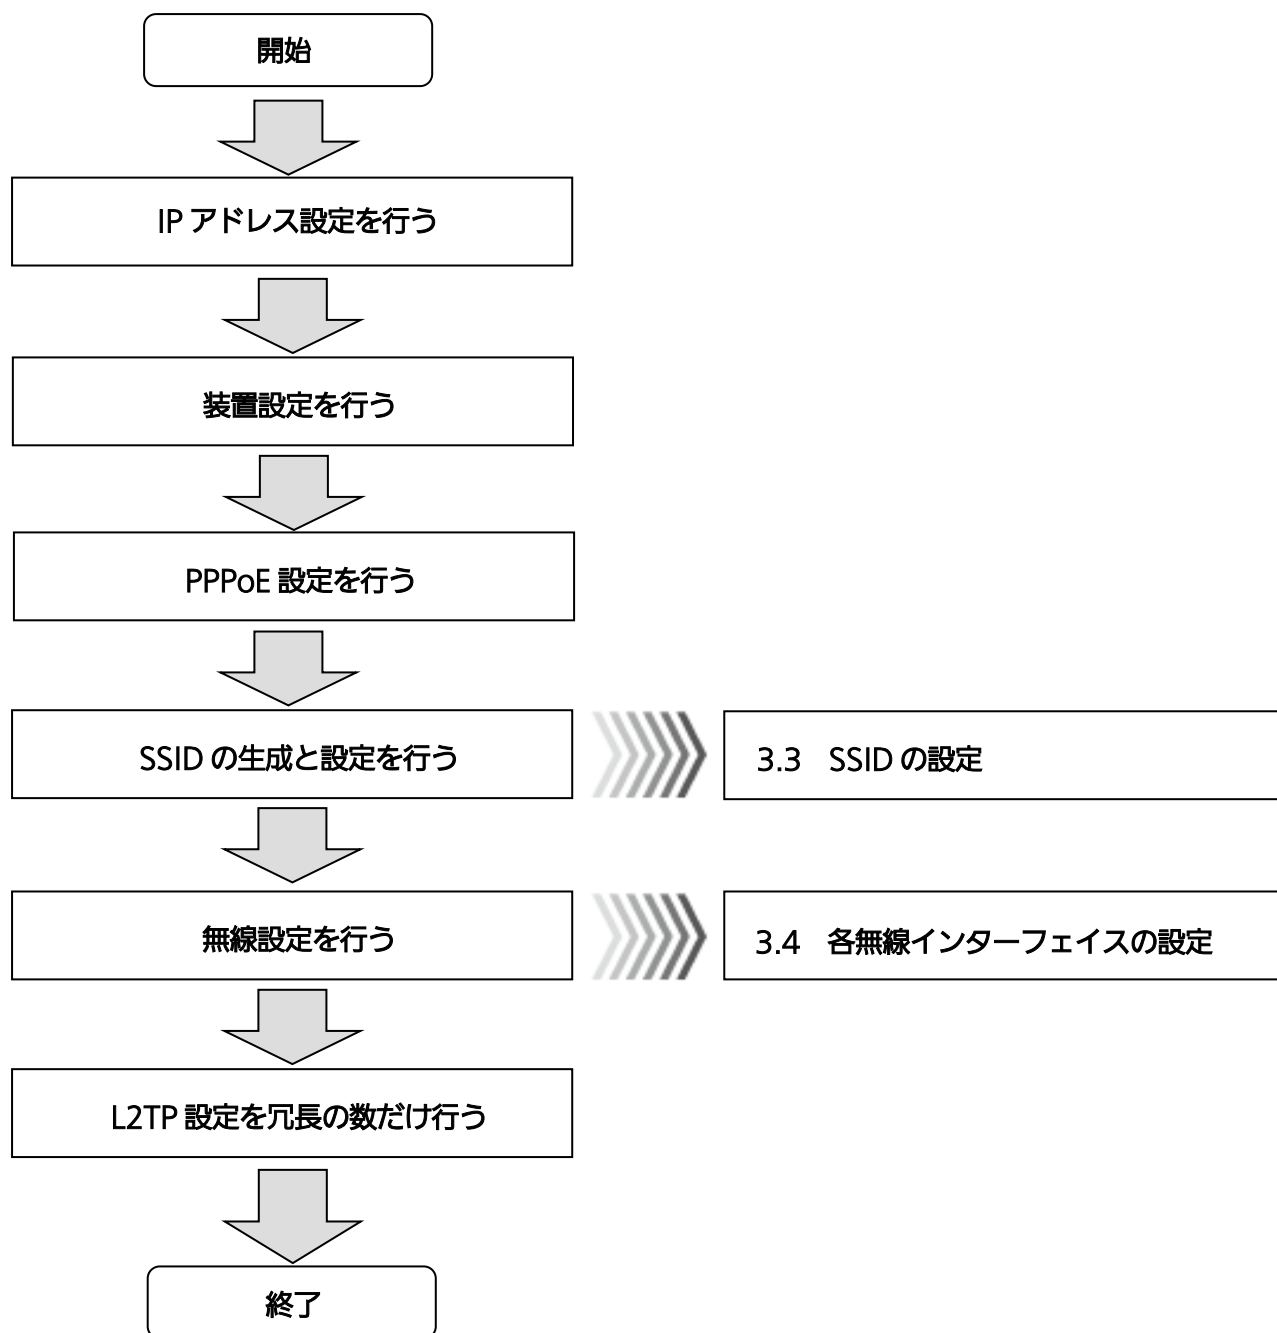 開始
IP アドレス設定を行う
装置設定を行う
PPPoE 設定を行う
SSID の生成と設定を行う
3.3　SSID の設定
無線設定を行う
3.4　各無線インターフェイスの設定
L2TP 設定を冗長の数だけ行う
終了